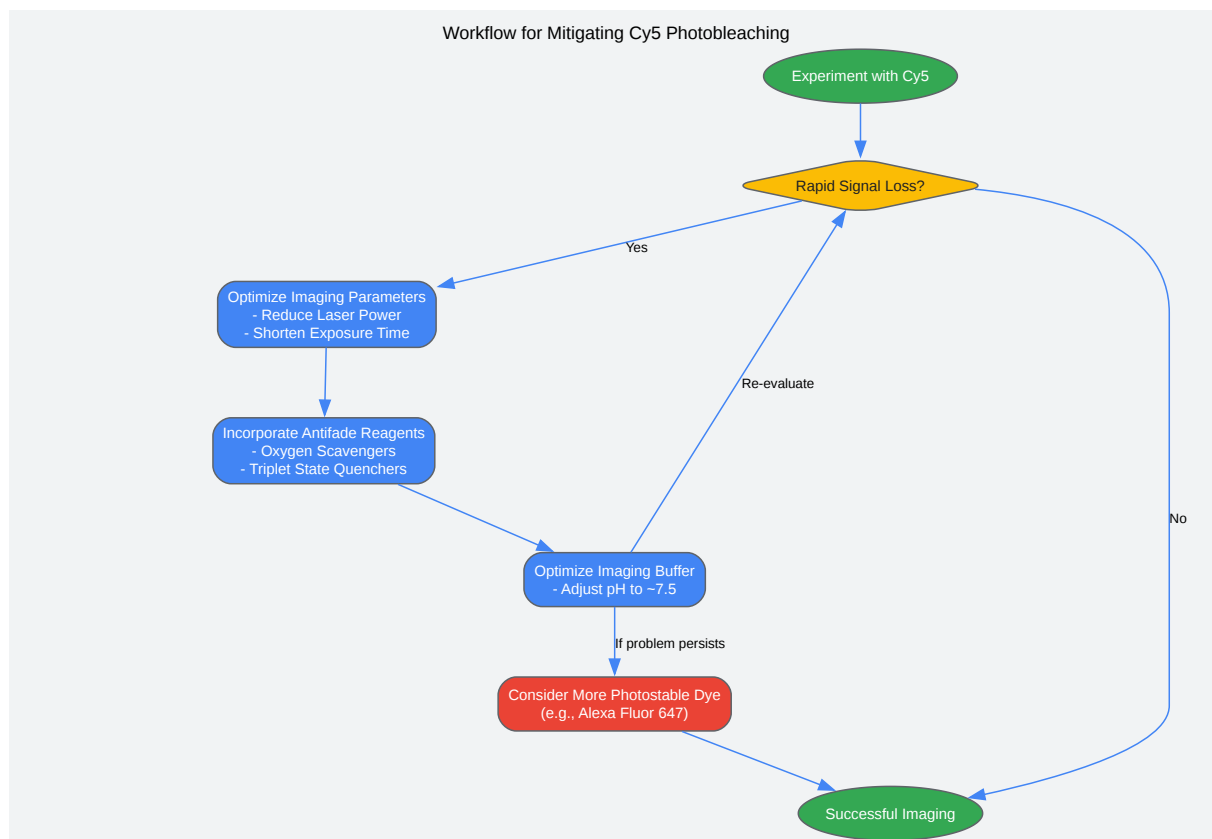 Workflow for Mitigating Cy5 Photobleaching
Experiment with Cy5
Rapid Signal Loss?
Yes
Optimize Imaging Parameters
- Reduce Laser Power
- Shorten Exposure Time
Re-evaluate
Incorporate Antifade Reagents
- Oxygen Scavengers
- Triplet State Quenchers
No
Optimize Imaging Buffer
- Adjust pH to ~7.5
If problem persists
Consider More Photostable Dye
(e.g., Alexa Fluor 647)
Successful Imaging